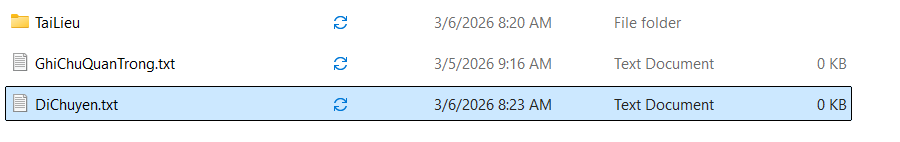 TaiLieu 3/6/2026 8:20 AM File folder
GhiChuQuanTrong.txt 3/5/2026 9:16 AM Text Document 0 KB
DiChuyen.txt 3/6/2026 8:23 AM Text Document 0 KB